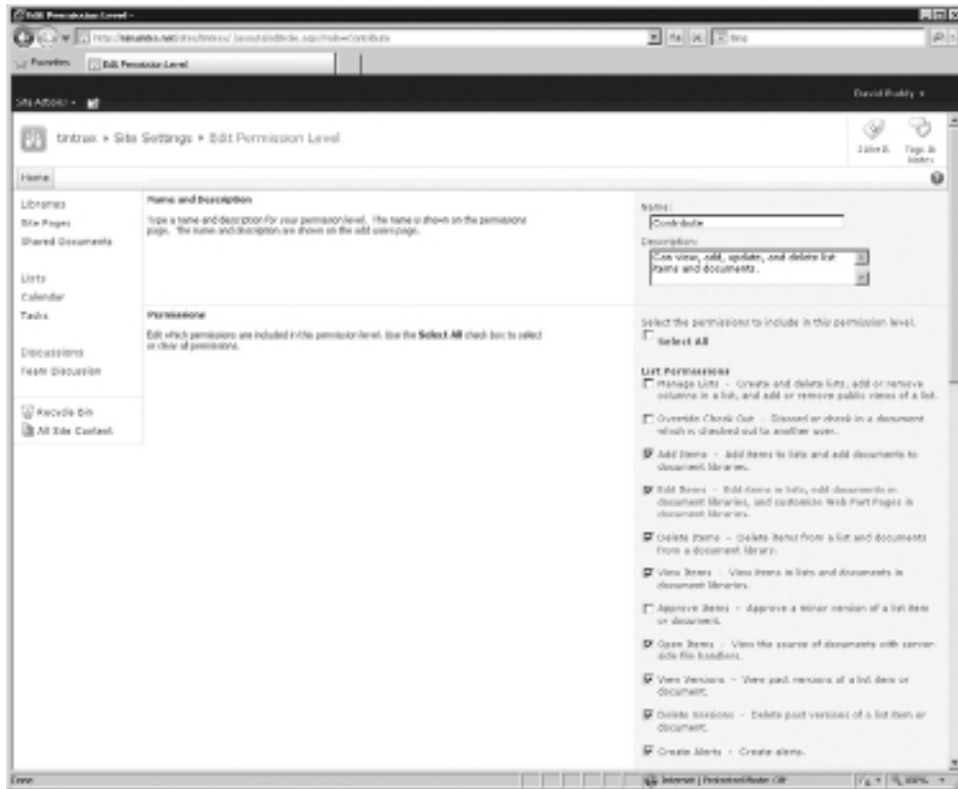 Edit Permission Level -
Favorites
Edit Permission Level
Site Actions
David Ruddy
tintrax ▸ Site Settings ▸ Edit Permission Level
I Like It
Tags & Notes
Home
Libraries
Site Pages
Shared Documents
Lists
Calendar
Tasks
Discussions
Team Discussion
Recycle Bin
All Site Content
Name and Description
Type a name and description for your permission level. The name is shown on the permissions
page. The name and description are shown on the add users page.
Name:
Contribute
Description:
Can view, add, update, and delete list
items and documents.
Permissions
Edit which permissions are included in this permission level. Use the Select All check box to select
or clear all permissions.
Select the permissions to include in this permission level.
Select All
List Permissions
Manage Lists - Create and delete lists, add or remove
columns in a list, and add or remove public views of a list.
Override Check Out - Discard or check in a document
which is checked out to another user.
Add Items - Add items to lists and add documents to
document libraries.
Edit Items - Edit items in lists, edit documents in
document libraries, and customize Web Part Pages in
document libraries.
Delete Items - Delete items from a list and documents
from a document library.
View Items - View items in lists and documents in
document libraries.
Approve Items - Approve a minor version of a list item
or document.
Open Items - View the source of documents with server-
side file handlers.
View Versions - View past versions of a list item or
document.
Delete Versions - Delete past versions of a list item or
document.
Create Alerts - Create alerts.
Done
Internet | Protected Mode: Off
100%